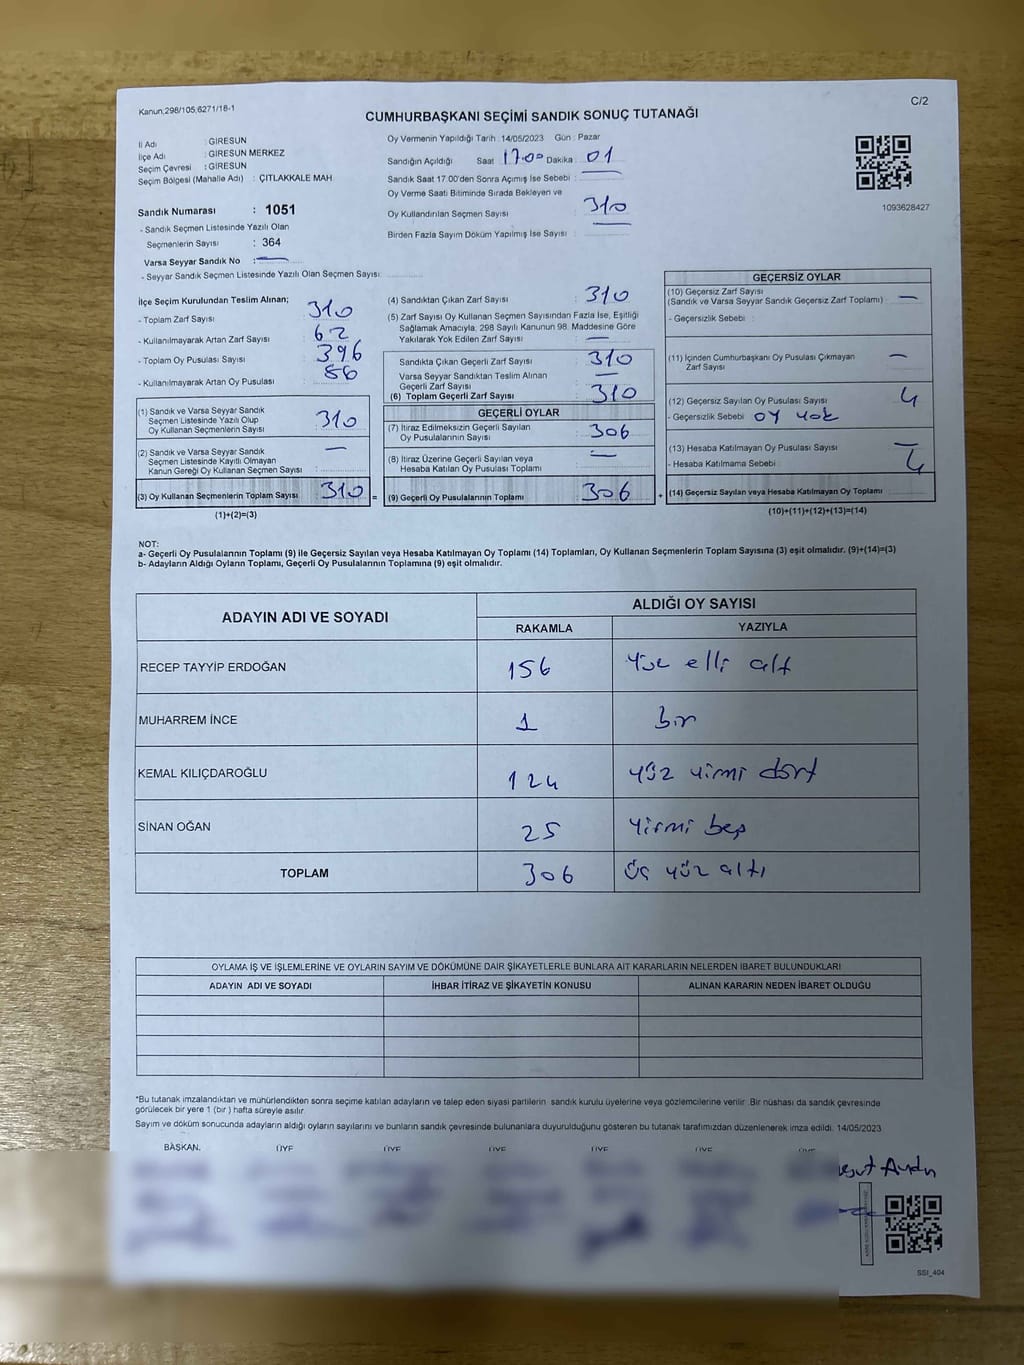 Kanun,298/105,6271/18-1
C/2
CUMHURBAŞKANI SEÇİMİ SANDIK SONUÇ TUTANAĞI
İl Adı : GİRESUN
İlçe Adı : GİRESUN MERKEZ
Seçim Çevresi : GİRESUN
Seçim Bölgesi (Mahalle Adı) : ÇITLAKKALE MAH.
Sandık Numarası : 1051
- Sandık Seçmen Listesinde Yazılı Olan
Seçmenlerin Sayısı : 364
Varsa Seyyar Sandık No : —
- Seyyar Sandık Seçmen Listesinde Yazılı Olan Seçmen Sayısı:
Oy Vermenin Yapıldığı Tarih : 14/05/2023 Gün : Pazar
Sandığın Açıldığı Saat 17.00 Dakika : 01
Sandık Saat 17.00'den Sonra Açılmış İse Sebebi : —
Oy Verme Saati Bitiminde Sırada Bekleyen ve
Oy Kullandırılan Seçmen Sayısı : 310
Birden Fazla Sayım Döküm Yapılmış İse Sayısı : —
1093628427
İlçe Seçim Kurulundan Teslim Alınan;
- Toplam Zarf Sayısı : 310
- Kullanılmayarak Artan Zarf Sayısı : 62
- Toplam Oy Pusulası Sayısı : 396
- Kullanılmayarak Artan Oy Pusulası : 86
(1) Sandık ve Varsa Seyyar Sandık
Seçmen Listesinde Yazılı Olup
Oy Kullanan Seçmenlerin Sayısı : 310
(2) Sandık ve Varsa Seyyar Sandık
Seçmen Listesinde Kayıtlı Olmayan
Kanun Gereği Oy Kullanan Seçmen Sayısı : —
(3) Oy Kullanan Seçmenlerin Toplam Sayısı : 310 =
(1)+(2)=(3)
(4) Sandıktan Çıkan Zarf Sayısı : 310
(5) Zarf Sayısı Oy Kullanan Seçmen Sayısından Fazla İse, Eşitliği
Sağlamak Amacıyla, 298 Sayılı Kanunun 98. Maddesine Göre
Yakılarak Yok Edilen Zarf Sayısı : —
Sandıkta Çıkan Geçerli Zarf Sayısı : 310
Varsa Seyyar Sandıktan Teslim Alınan
Geçerli Zarf Sayısı : —
(6) Toplam Geçerli Zarf Sayısı : 310
GEÇERLİ OYLAR
(7) İtiraz Edilmeksizin Geçerli Sayılan
Oy Pusulalarının Sayısı : 306
(8) İtiraz Üzerine Geçerli Sayılan veya
Hesaba Katılan Oy Pusulası Toplamı : —
(9) Geçerli Oy Pusulalarının Toplamı : 306 +
GEÇERSİZ OYLAR
(10) Geçersiz Zarf Sayısı
(Sandık ve Varsa Seyyar Sandık Geçersiz Zarf Toplamı) : —
- Geçersizlik Sebebi :
(11) İçinden Cumhurbaşkanı Oy Pusulası Çıkmayan
Zarf Sayısı : —
(12) Geçersiz Sayılan Oy Pusulası Sayısı : 4
- Geçersizlik Sebebi : OY YOK
(13) Hesaba Katılmayan Oy Pusulası Sayısı : —
- Hesaba Katılmama Sebebi : 4
(14) Geçersiz Sayılan veya Hesaba Katılmayan Oy Toplamı
(10)+(11)+(12)+(13)=(14)
NOT:
a- Geçerli Oy Pusulalarının Toplamı (9) ile Geçersiz Sayılan veya Hesaba Katılmayan Oy Toplamı (14) Toplamları, Oy Kullanan Seçmenlerin Toplam Sayısına (3) eşit olmalıdır. (9)+(14)=(3)
b- Adayların Aldığı Oyların Toplamı, Geçerli Oy Pusulalarının Toplamına (9) eşit olmalıdır.
ADAYIN ADI VE SOYADI ALDIĞI OY SAYISI
RAKAMLA YAZIYLA
RECEP TAYYİP ERDOĞAN 156 Yüz elli alt
MUHARREM İNCE 1 bir
KEMAL KILIÇDAROĞLU 124 yüz yirmi dört
SİNAN OĞAN 25 Yirmi beş
TOPLAM 306 Üç yüz altı
OYLAMA İŞ VE İŞLEMLERİNE VE OYLARIN SAYIM VE DÖKÜMÜNE DAİR ŞİKAYETLERLE BUNLARA AİT KARARLARIN NELERDEN İBARET BULUNDUKLARI
ADAYIN ADI VE SOYADI İHBAR İTİRAZ VE ŞİKAYETİN KONUSU ALINAN KARARIN NEDEN İBARET OLDUĞU
*Bu tutanak imzalandıktan ve mühürlendikten sonra seçime katılan adayların ve talep eden siyasi partilerin sandık kurulu üyelerine veya gözlemcilerine verilir .Bir nüshası da sandık çevresinde
görülecek bir yere 1 (bir) hafta süreyle asılır.
Sayım ve döküm sonucunda adayların aldığı oyların sayılarını ve bunların sandık çevresinde bulunanlara duyurulduğunu gösteren bu tutanak tarafımızdan düzenlenerek imza edildi. 14/05/2023
BAŞKAN. ÜYE ÜYE ÜYE ÜYE ÜYE
SSI_404